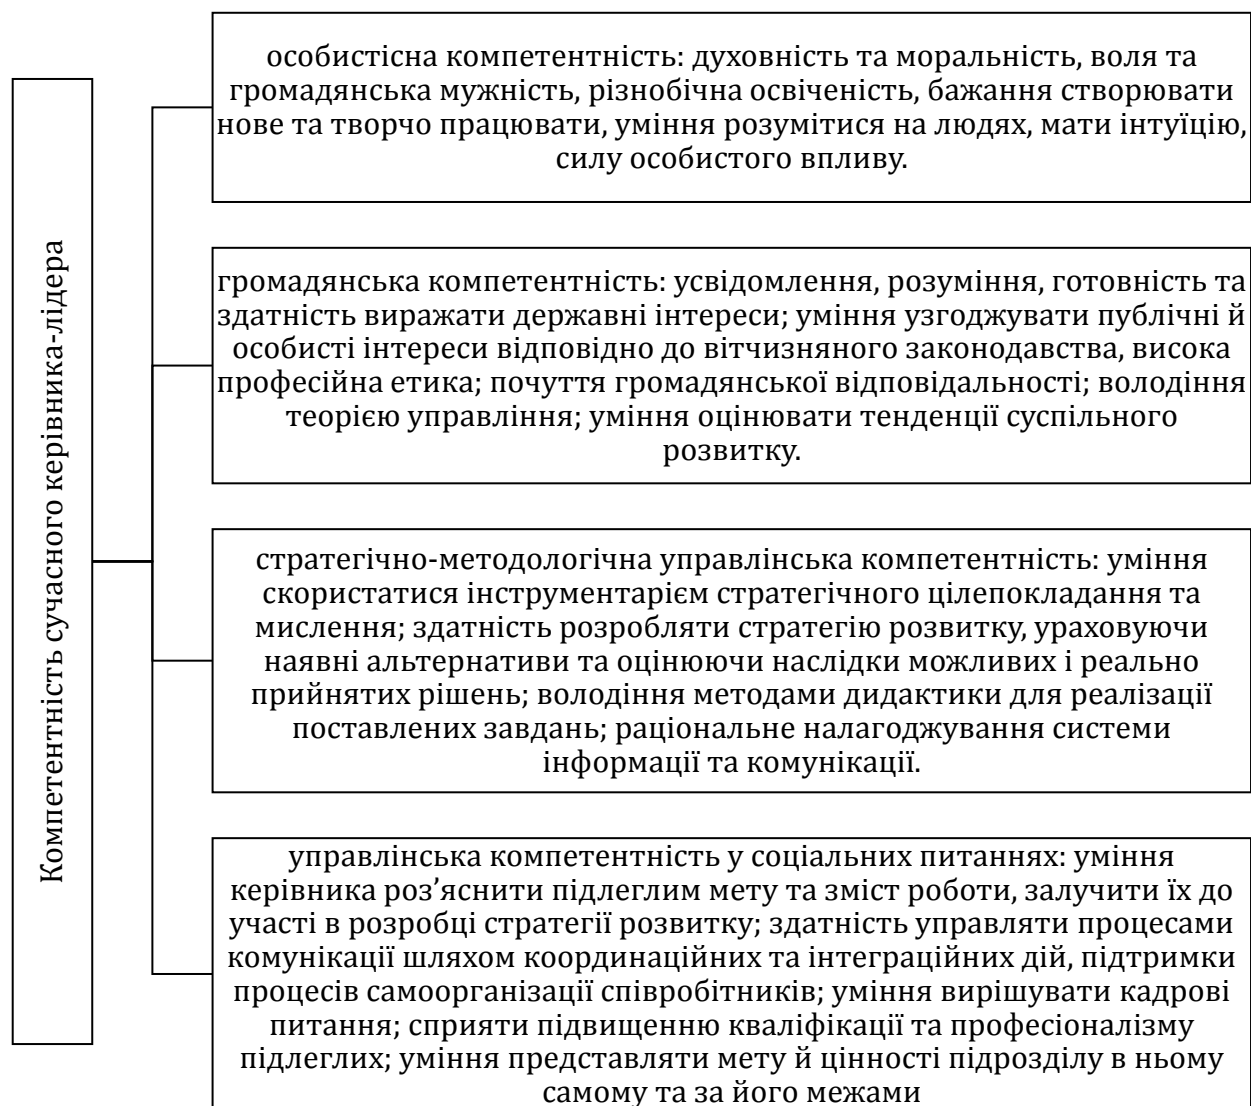 Компетентність сучасного керівника-лідера
особистісна компетентність: духовність та моральність, воля та
громадянська мужність, різнобічна освіченість, бажання створювати
нове та творчо працювати, уміння розумітися на людях, мати інтуїцію,
силу особистого впливу.
громадянська компетентність: усвідомлення, розуміння, готовність та
здатність виражати державні інтереси; уміння узгоджувати публічні й
особисті інтереси відповідно до вітчизняного законодавства, висока
професійна етика; почуття громадянської відповідальності; володіння
теорією управління; уміння оцінювати тенденції суспільного
розвитку.
стратегічно-методологічна управлінська компетентність: уміння
скористатися інструментарієм стратегічного цілепокладання та
мислення; здатність розробляти стратегію розвитку, ураховуючи
наявні альтернативи та оцінюючи наслідки можливих і реально
прийнятих рішень; володіння методами дидактики для реалізації
поставлених завдань; раціональне налагоджування системи
інформації та комунікації.
управлінська компетентність у соціальних питаннях: уміння
керівника роз’яснити підлеглим мету та зміст роботи, залучити їх до
участі в розробці стратегії розвитку; здатність управляти процесами
комунікації шляхом координаційних та інтеграційних дій, підтримки
процесів самоорганізації співробітників; уміння вирішувати кадрові
питання; сприяти підвищенню кваліфікації та професіоналізму
підлеглих; уміння представляти мету й цінності підрозділу в ньому
самому та за його межами